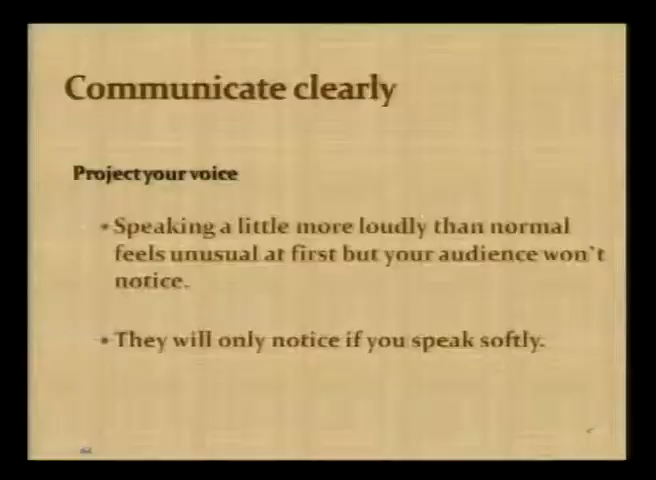 Communicate clearly
Project your voice
• Speaking a little more loudly than normal
feels unusual at first but your audience won't
notice.
• They will only notice if you speak softly.